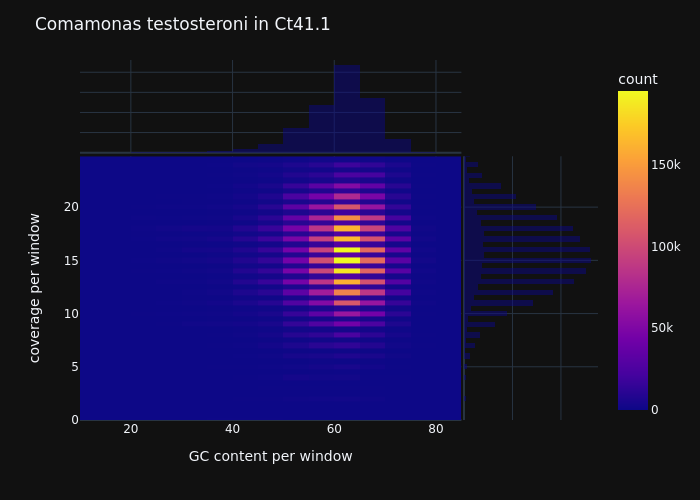 Comamonas testosteroni in Ct41.1
count
150k
100k
50k
0
coverage per window
20
15
10
5
0
20
40
60
80
GC content per window